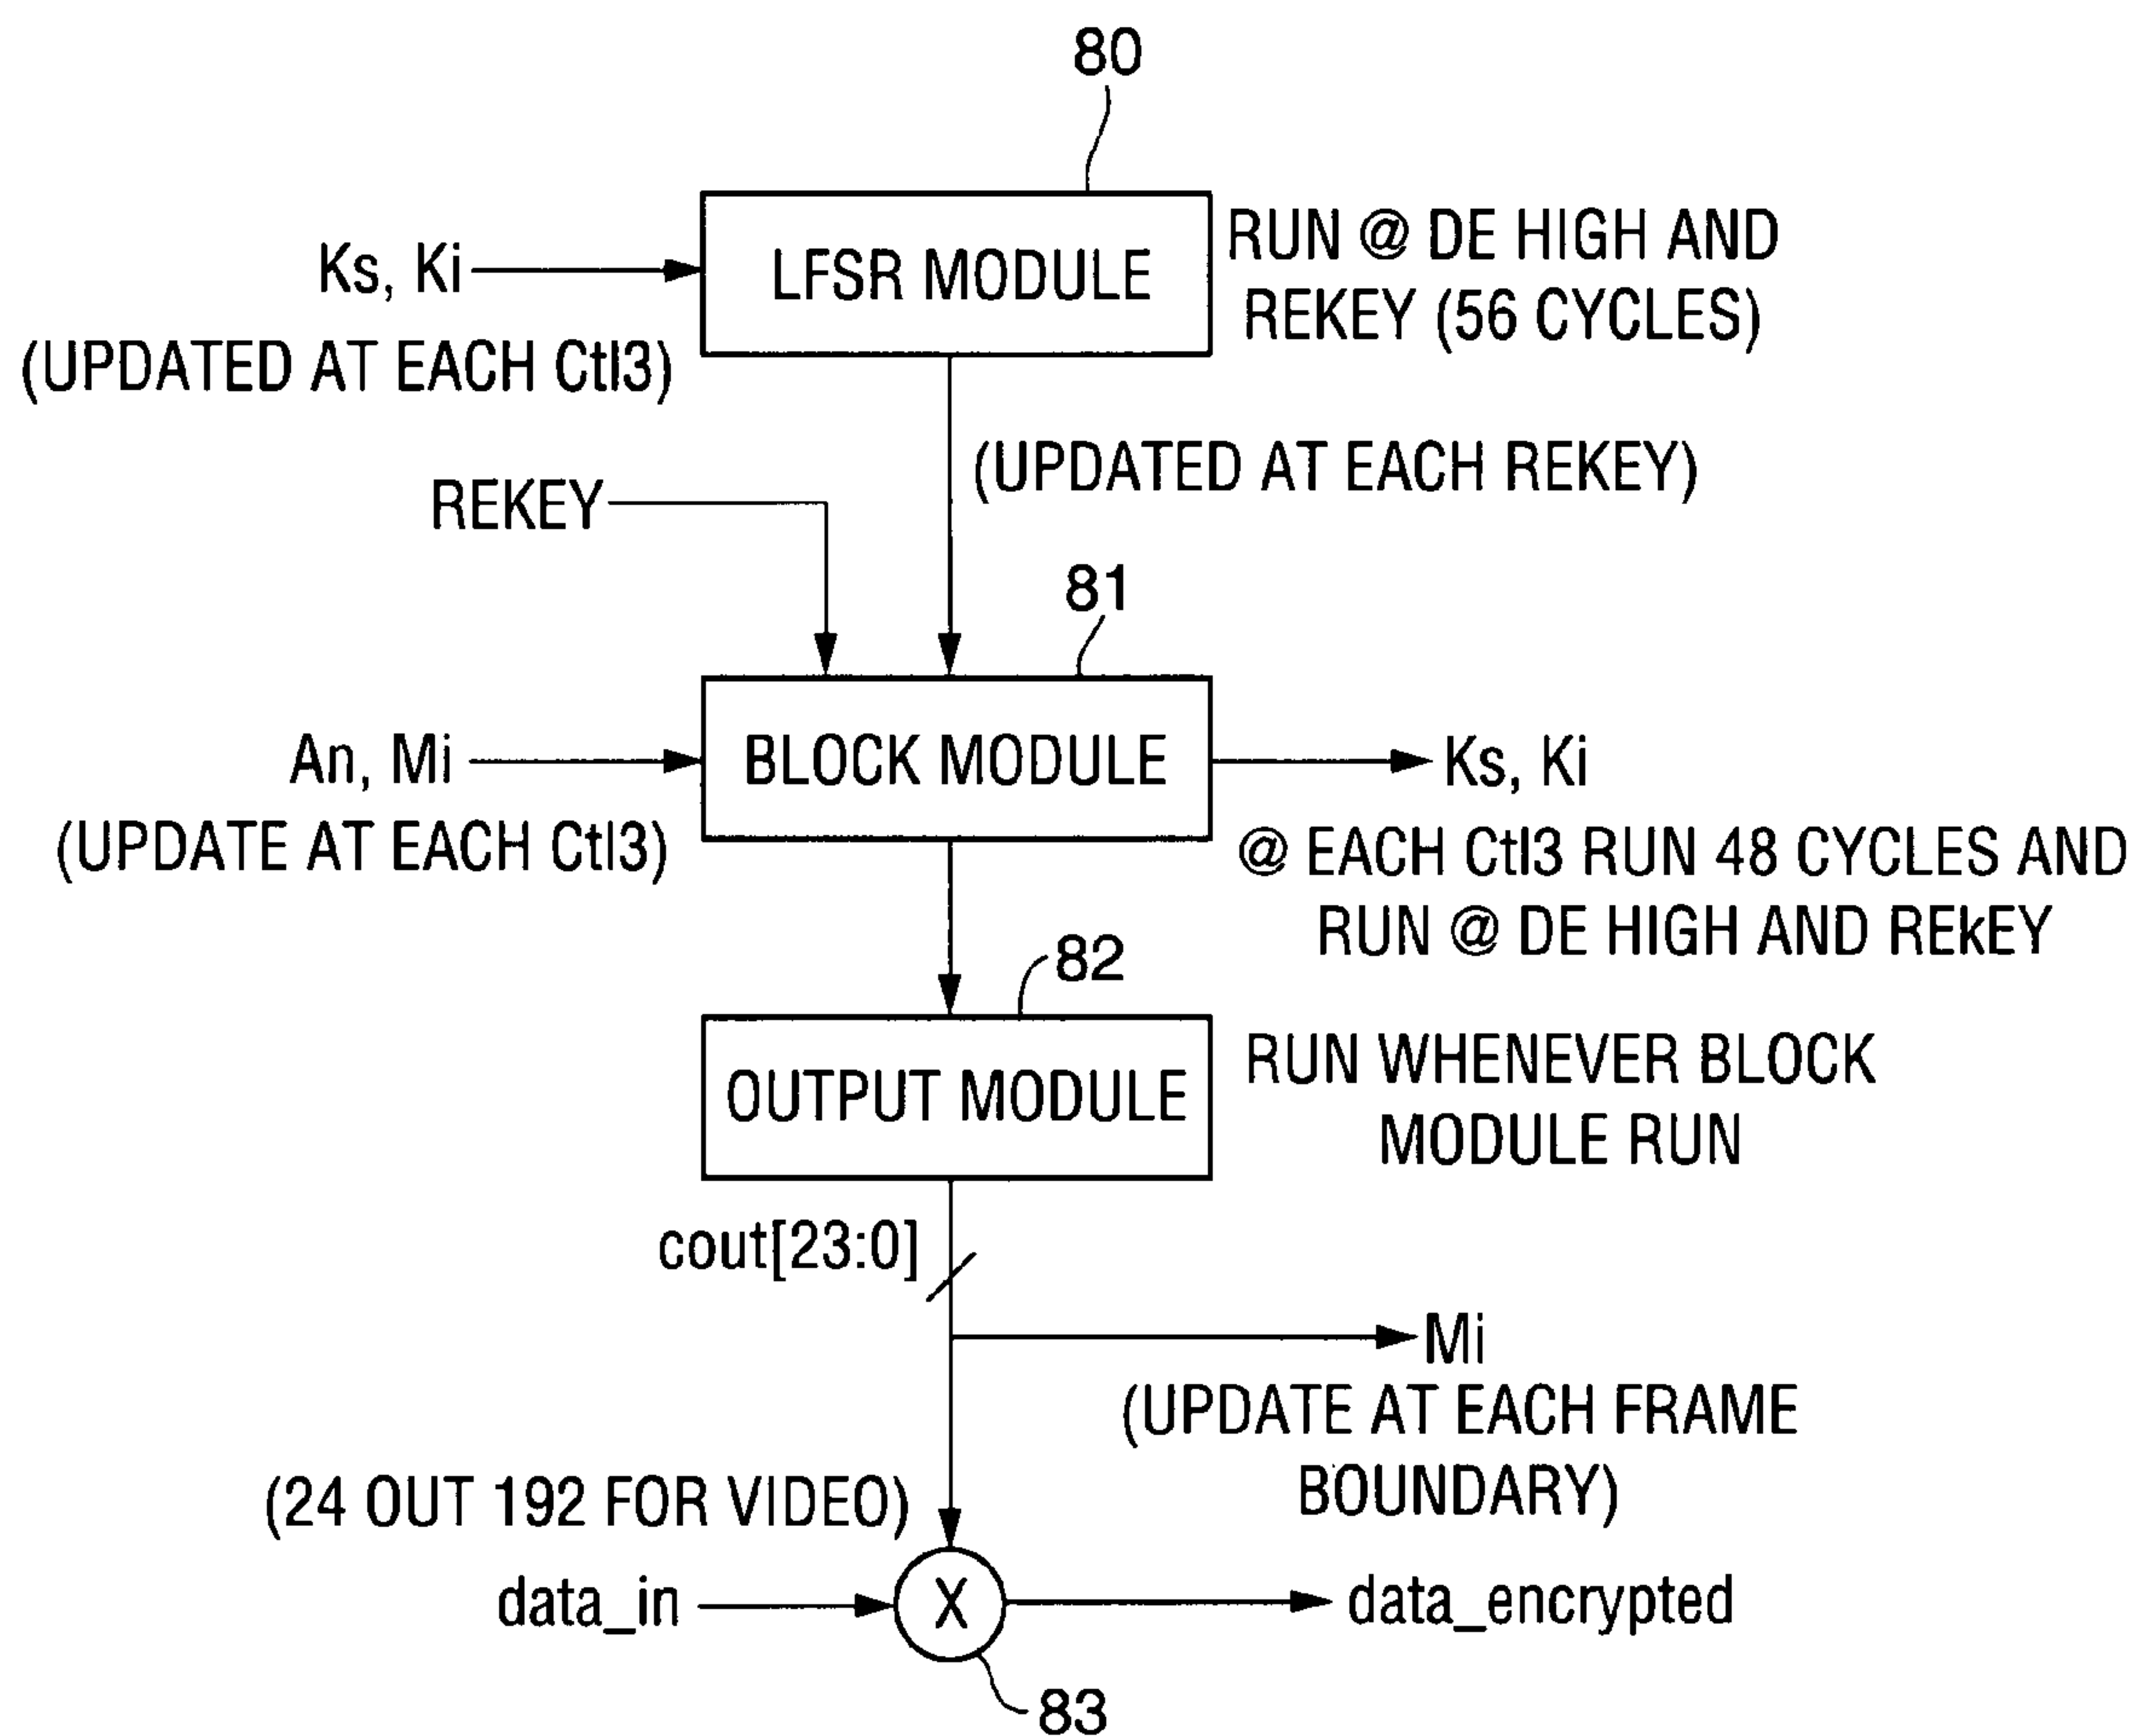 80
LFSR MODULE
RUN @ DE HIGH AND
REKEY (56 CYCLES)
Ks, Ki
(UPDATED AT EACH Ctl3)
(UPDATED AT EACH REKEY)
REKEY
81
BLOCK MODULE
An, Mi
(UPDATE AT EACH Ctl3)
Ks, Ki
@ EACH Ctl3 RUN 48 CYCLES AND
RUN @ DE HIGH AND REkEY
82
OUTPUT MODULE
RUN WHENEVER BLOCK
MODULE RUN
cout[23:0]
Mi
(UPDATE AT EACH FRAME
BOUNDARY)
(24 OUT 192 FOR VIDEO)
data_in
X
data_encrypted
83